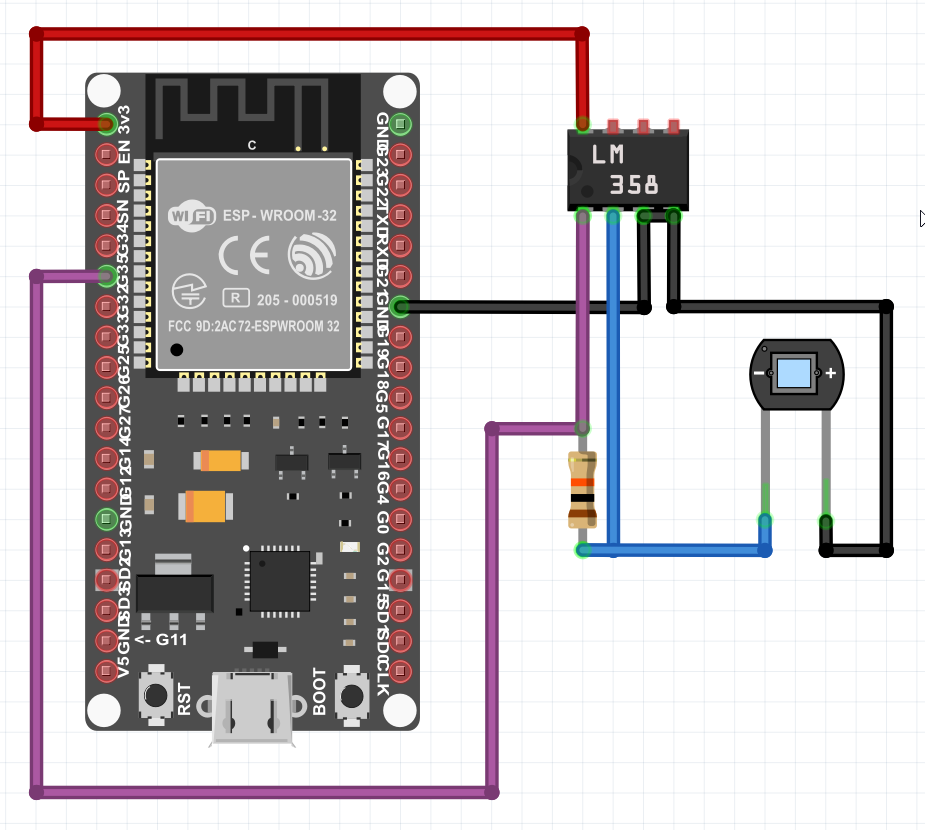 3V3
EN
SP
SN
G34
G35
G32
G33
G25
G26
G27
G14
G12
GND
G13
SD2
SD3
GND
V5
C
WiFi
ESP - WROOM-32
CE
R 205 - 000519
FCC 9D:2AC72-ESPWROOM 32
<- G11
RST
BOOT
GND
G23
G22
TX
RX
G21
GND
G19
G18
G5
G17
G16
G4
G0
G2
G15
SD1
SD0
CLK
LM
358
- +